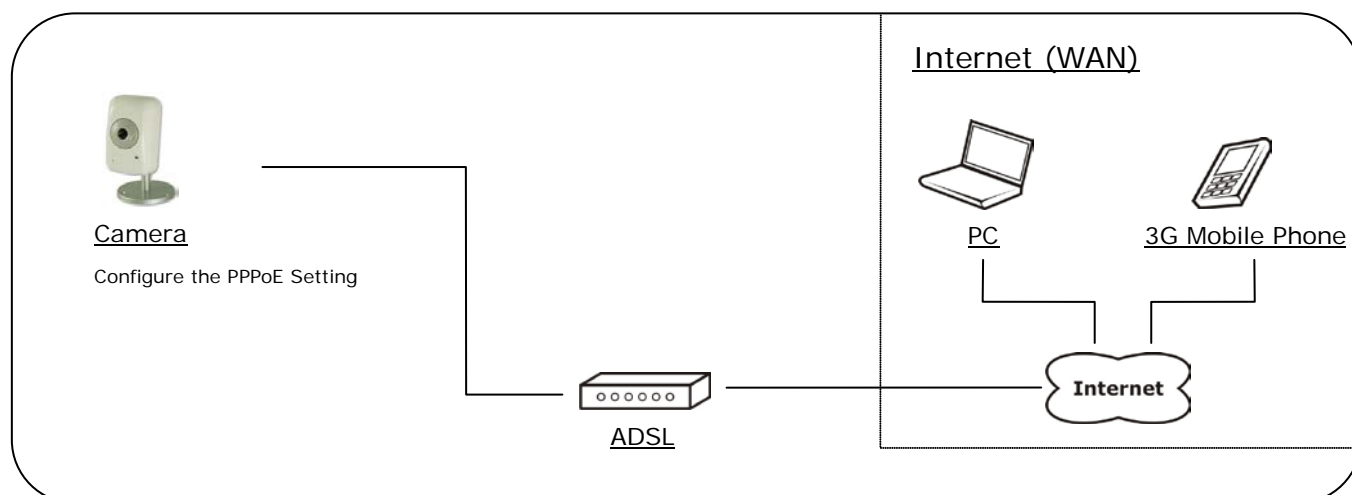 Internet (WAN)
Camera
Configure the PPPoE Setting
PC
3G Mobile Phone
Internet
ADSL